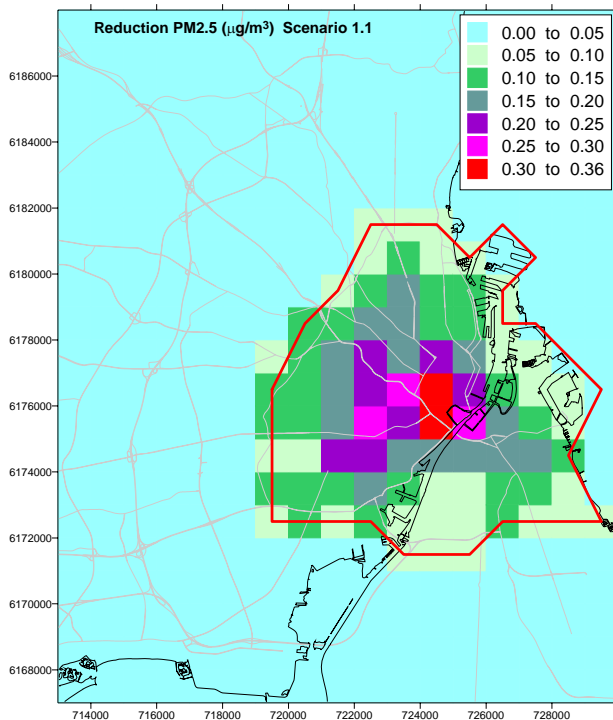 Reduction PM2.5 (μg/m³) Scenario 1.1
0.00 to 0.05
0.05 to 0.10
0.10 to 0.15
0.15 to 0.20
0.20 to 0.25
0.25 to 0.30
0.30 to 0.36
6186000
6184000
6182000
6180000
6178000
6176000
6174000
6172000
6170000
6168000
714000 716000 718000 720000 722000 724000 726000 728000